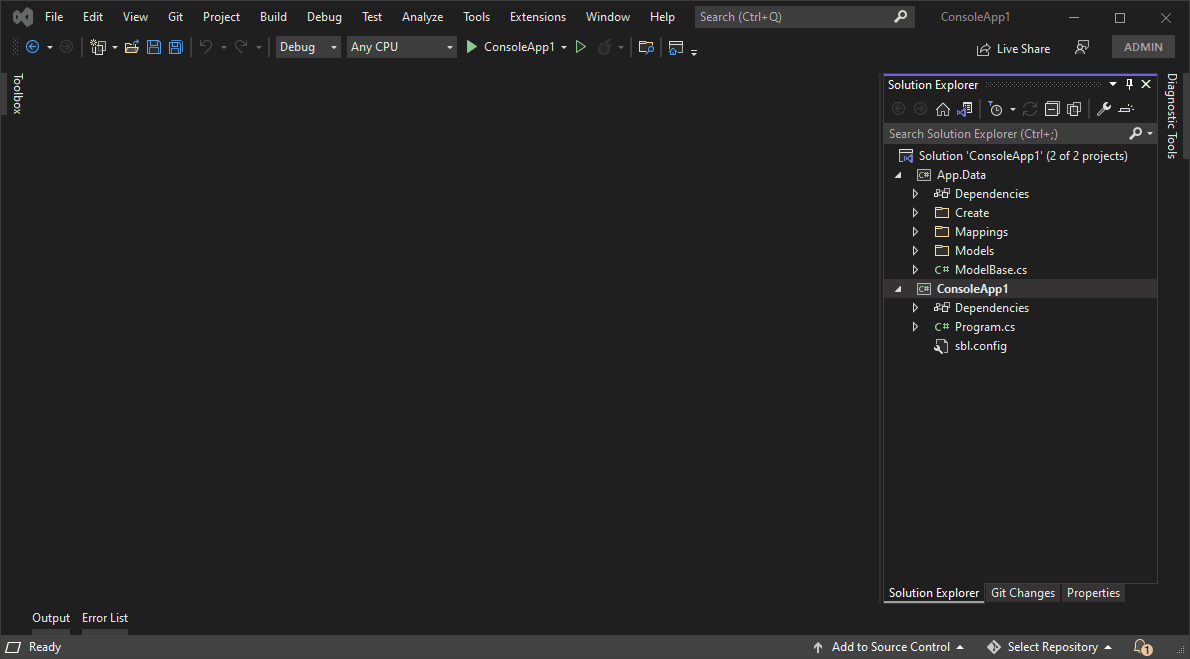 File Edit View Git Project Build Debug Test Analyze Tools Extensions Window Help Search (Ctrl+Q) ConsoleApp1
Debug Any CPU ConsoleApp1 Live Share ADMIN
Toolbox
Solution Explorer
Search Solution Explorer (Ctrl+;)
Solution 'ConsoleApp1' (2 of 2 projects)
C# App.Data
Dependencies
Create
Mappings
Models
C# ModelBase.cs
C# ConsoleApp1
Dependencies
C# Program.cs
sbl.config
Diagnostic Tools
Solution Explorer Git Changes Properties
Output Error List
Ready Add to Source Control Select Repository 1